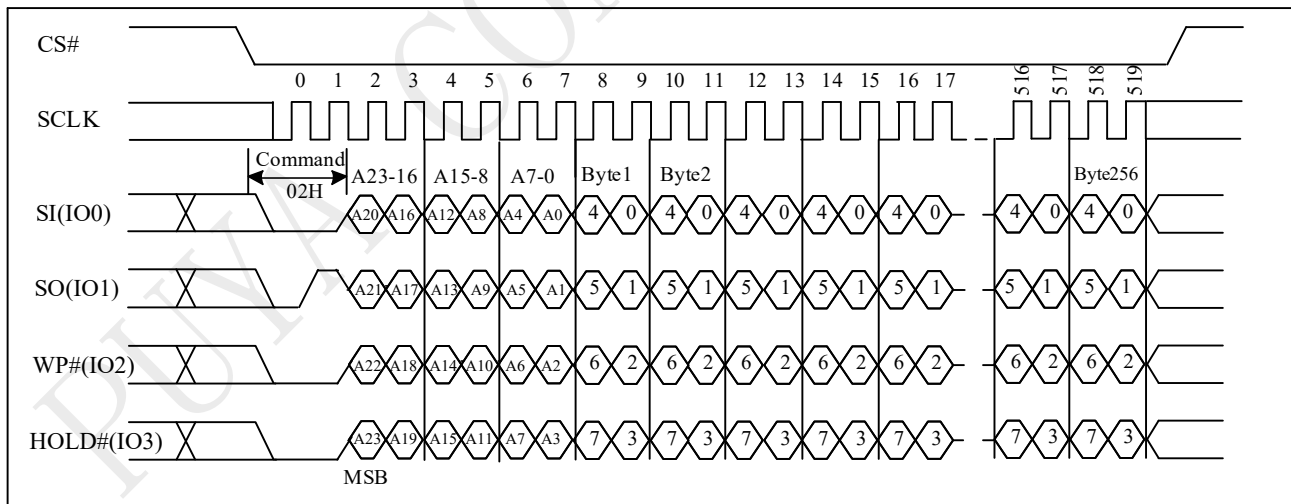 CS#
0 1 2 3 4 5 6 7 8 9 10 11 12 13 14 15 16 17 516 517 518 519
SCLK
Command
02H
A23-16 A15-8 A7-0 Byte1 Byte2 Byte256
SI(IO0) A20 A16 A12 A8 A4 A0 4 0 4 0 4 0 4 0 4 0 4 0 4 0
SO(IO1) A21 A17 A13 A9 A5 A1 5 1 5 1 5 1 5 1 5 1 5 1 5 1
WP#(IO2) A22 A18 A14 A10 A6 A2 6 2 6 2 6 2 6 2 6 2 6 2 6 2
HOLD#(IO3) A23 A19 A15 A11 A7 A3 7 3 7 3 7 3 7 3 7 3 7 3 7 3
MSB
PUYA CO